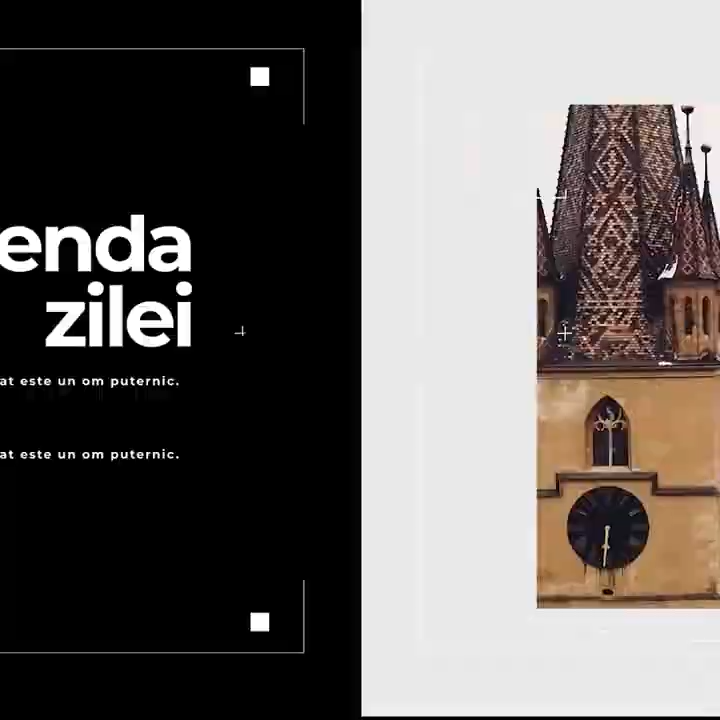 enda
zilei
at este un om puternic.
at este un om puternic.